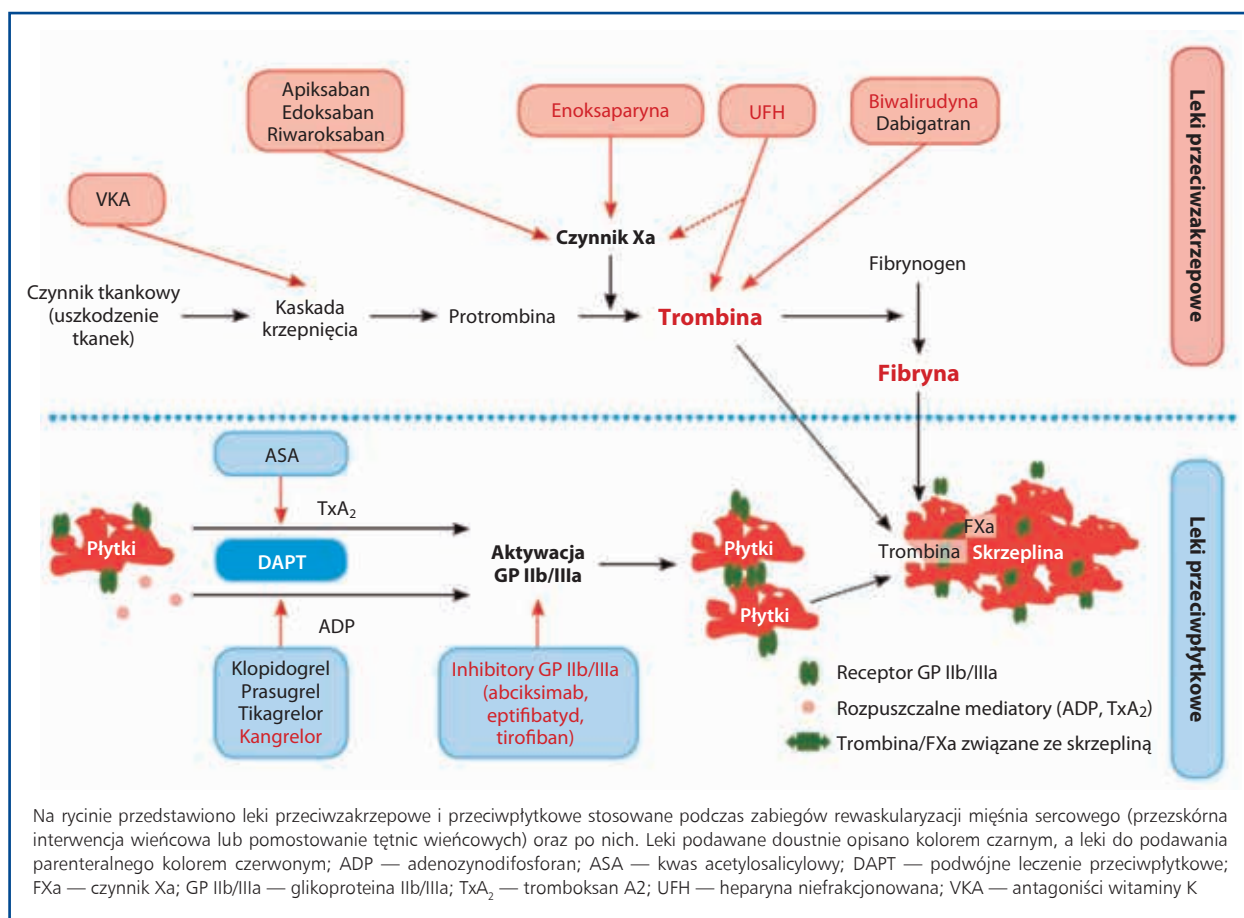 Apiksaban
Edoksaban
Riwaroksaban
Enoksaparyna
UFH
Biwalirudyna
Dabigatran
Leki przeciwzakrzepowe
VKA
Czynnik Xa
Fibrynogen
Czynnik tkankowy
(uszkodzenie
tkanek)
Kaskada
krzepnięcia
Protrombina
Trombina
Fibryna
ASA
TxA₂
Płytki
DAPT
ADP
Klopidogrel
Prasugrel
Tikagrelor
Kangrelor
Aktywacja
GP IIb/IIIa
Inhibitory GP IIb/IIIa
(abciksimab,
eptifibatyd,
tirofiban)
Płytki
Płytki
FXa
Trombina
Skrzeplina
Receptor GP IIb/IIIa
Rozpuszczalne mediatory (ADP, TxA₂)
Trombina/FXa związane ze skrzepliną
Leki przeciwpłytkowe
Na rycinie przedstawiono leki przeciwzakrzepowe i przeciwpłytkowe stosowane podczas zabiegów rewaskularyzacji mięśnia sercowego (przezskórna
interwencja wieńcowa lub pomostowanie tętnic wieńcowych) oraz po nich. Leki podawane doustnie opisano kolorem czarnym, a leki do podawania
parenteralnego kolorem czerwonym; ADP — adenozynodifosforan; ASA — kwas acetylosalicylowy; DAPT — podwójne leczenie przeciwpłytkowe;
FXa — czynnik Xa; GP IIb/IIIa — glikoproteina IIb/IIIa; TxA₂ — tromboksan A2; UFH — heparyna niefrakcjonowana; VKA — antagoniści witaminy K